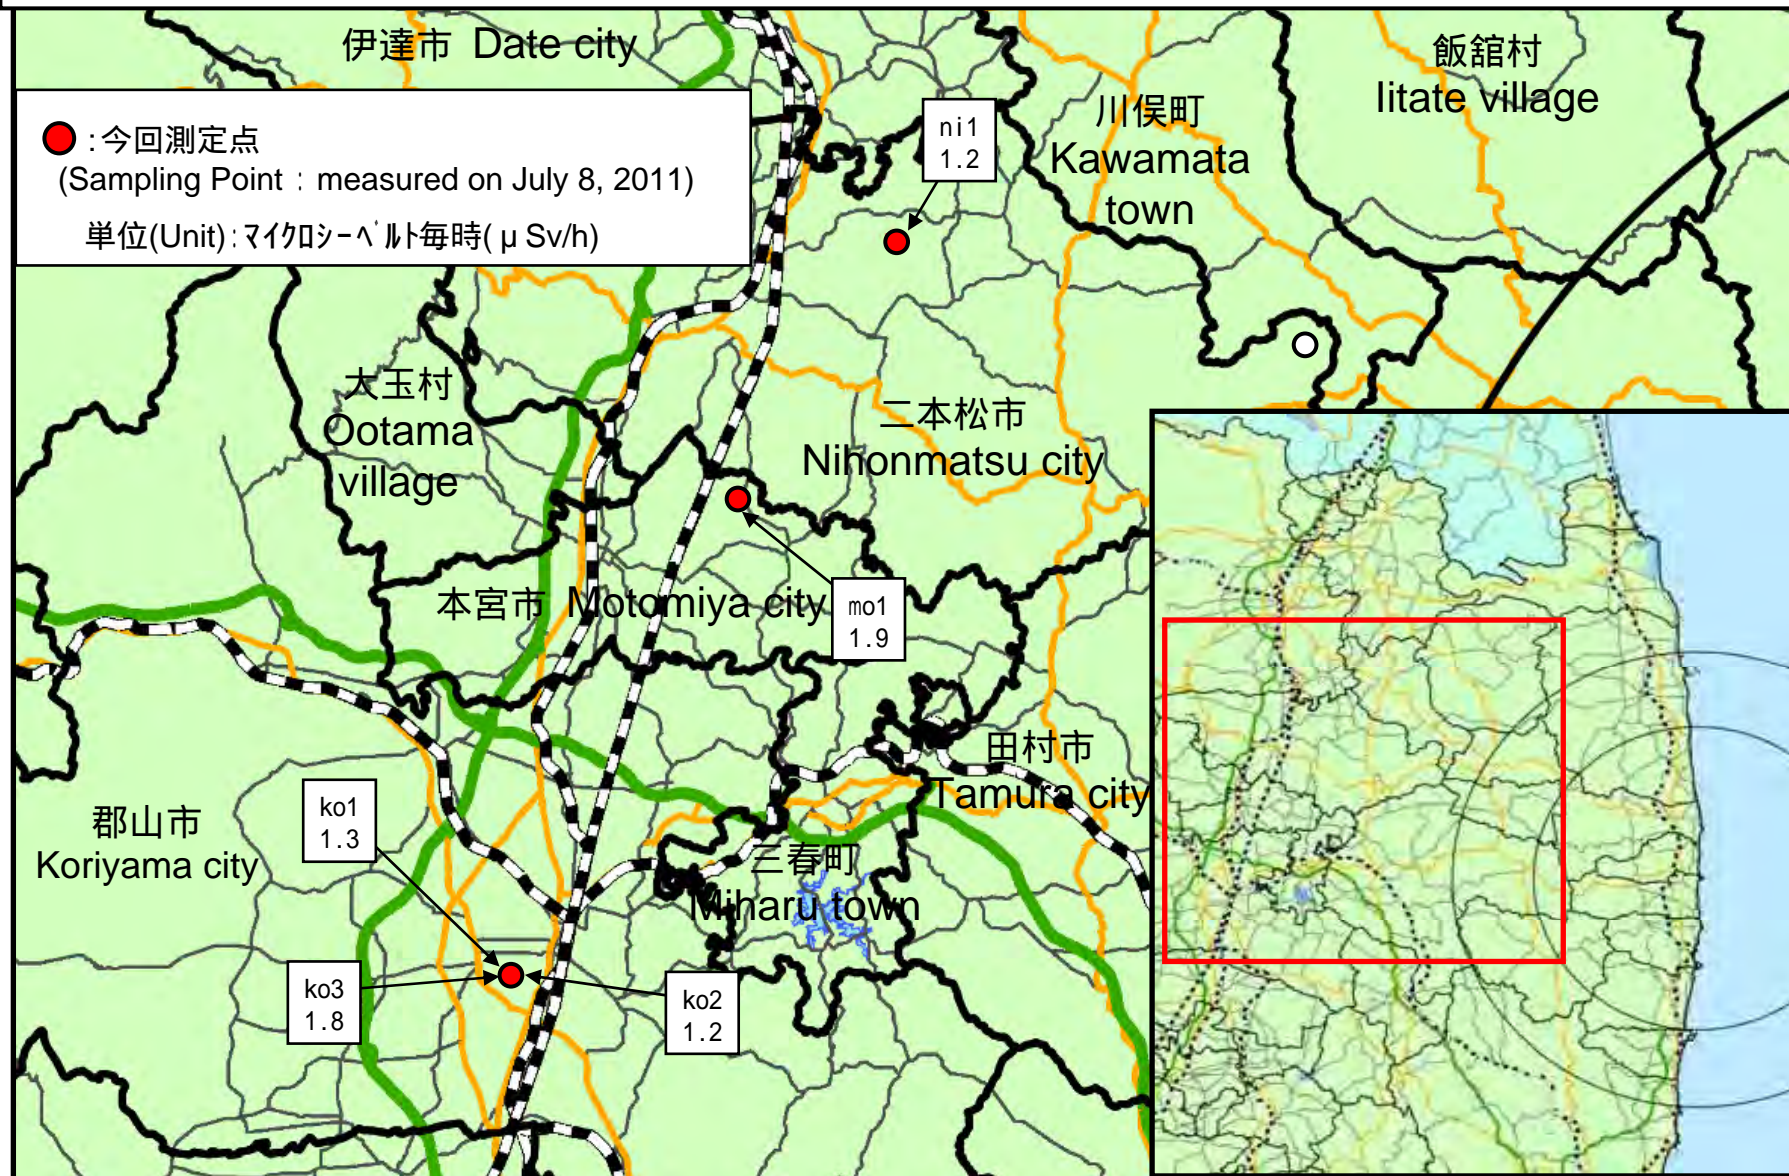 伊達市 Date city
飯舘村
Iitate village
川俣町
Kawamata
town
●:今回測定点
(Sampling Point : measured on July 8, 2011)
単位(Unit):マイクロシーベルト毎時(μSv/h)
ni1
1.2
大玉村
Ootama
village
二本松市
Nihonmatsu city
本宮市 Motomiya city
mo1
1.9
田村市
Tamura city
郡山市
Koriyama city
ko1
1.3
三春町
Miharu town
ko3
1.8
ko2
1.2